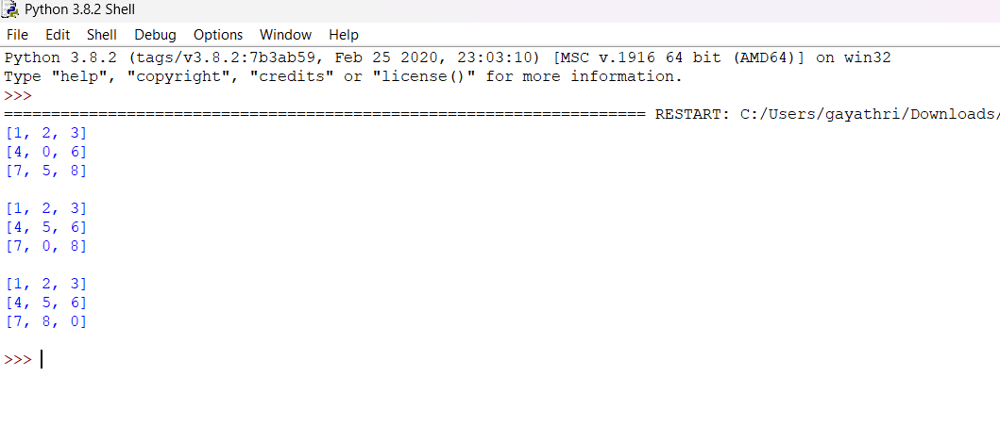 Python 3.8.2 Shell
File Edit Shell Debug Options Window Help
Python 3.8.2 (tags/v3.8.2:7b3ab59, Feb 25 2020, 23:03:10) [MSC v.1916 64 bit (AMD64)] on win32
Type "help", "copyright", "credits" or "license()" for more information.
>>>
==================================================================== RESTART: C:/Users/gayathri/Downloads/
[1, 2, 3]
[4, 0, 6]
[7, 5, 8]
[1, 2, 3]
[4, 5, 6]
[7, 0, 8]
[1, 2, 3]
[4, 5, 6]
[7, 8, 0]
>>>